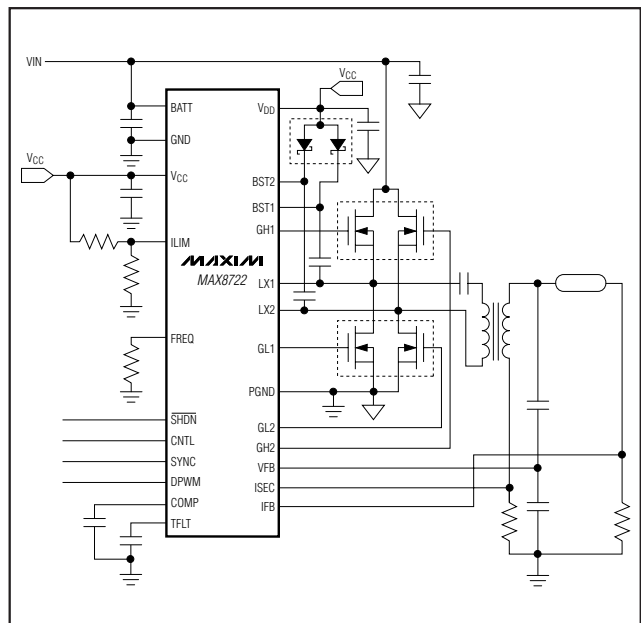 VIN
VCC
BATT
VDD
GND
VCC
VCC
BST2
BST1
GH1
ILIM
MAXIM
MAX8722
LX1
LX2
FREQ
GL1
PGND
SHDN
GL2
CNTL
GH2
SYNC
VFB
DPWM
ISEC
COMP
IFB
TFLT